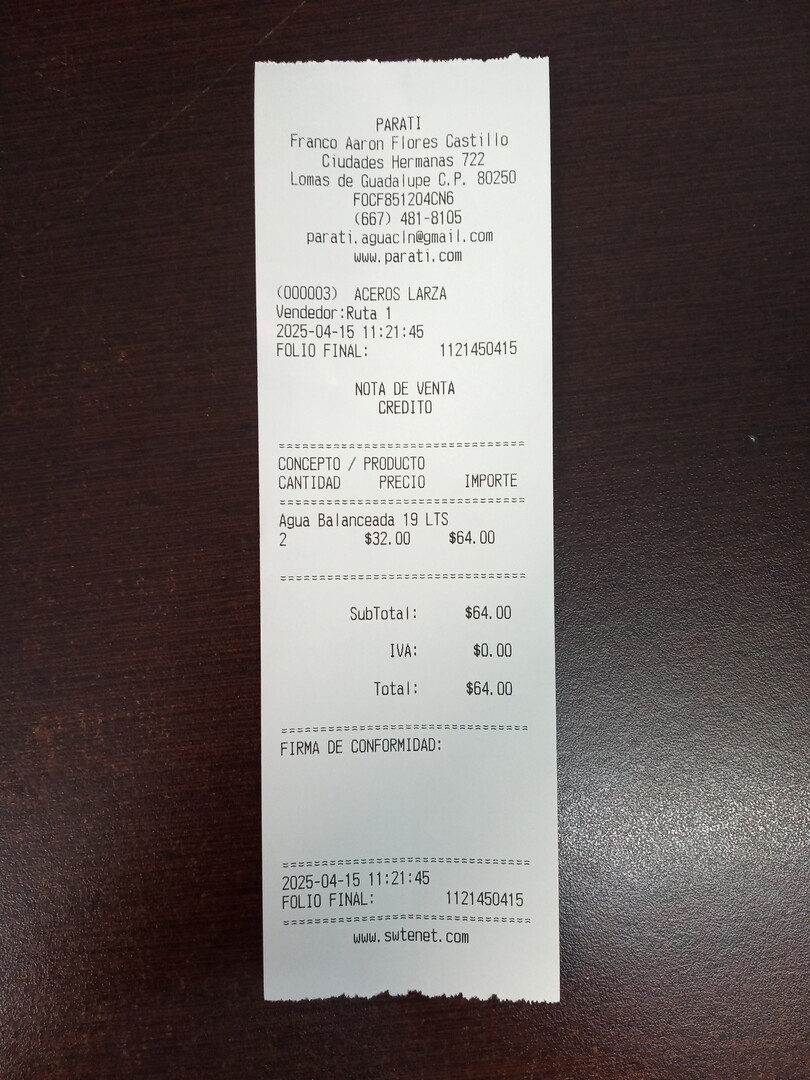 PARATI
Franco Aaron Flores Castillo
Ciudades Hermanas 722
Lomas de Guadalupe C.P. 80250
FOCF851204CN6
(667) 481-8105
parati.aguacln@gmail.com
www.parati.com
(000003) ACEROS LARZA
Vendedor:Ruta 1
2025-04-15 11:21:45
FOLIO FINAL: 1121450415
NOTA DE VENTA
CREDITO
===============================
CONCEPTO / PRODUCTO
CANTIDAD PRECIO IMPORTE
===============================
Agua Balanceada 19 LTS
2 $32.00 $64.00
===============================
SubTotal: $64.00
IVA: $0.00
Total: $64.00
===============================
FIRMA DE CONFORMIDAD:
===============================
2025-04-15 11:21:45
FOLIO FINAL: 1121450415
===============================
www.swtenet.com